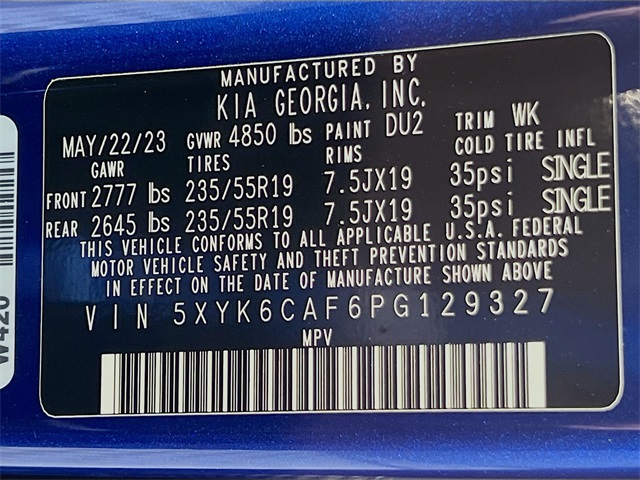 MANUFACTURED BY
KIA GEORGIA, INC.
MAY/22/23 GVWR 4850 lbs PAINT DU2 TRIM WK
GAWR TIRES RIMS COLD TIRE INFL
FRONT 2777 lbs 235/55R19 7.5JX19 35psi SINGLE
REAR 2645 lbs 235/55R19 7.5JX19 35psi SINGLE
THIS VEHICLE CONFORMS TO ALL APPLICABLE U.S.A. FEDERAL
MOTOR VEHICLE SAFETY AND THEFT PREVENTION STANDARDS
IN EFFECT ON THE DATE OF MANUFACTURE SHOWN ABOVE
VIN 5XYK6CAF6PG129327
MPV
W420